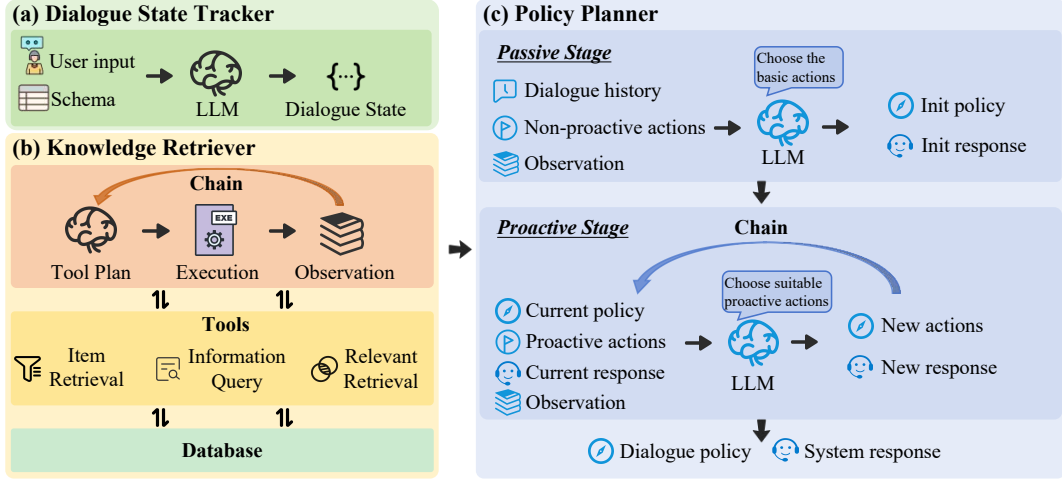 (a) Dialogue State Tracker
User input
Schema
LLM
{···}
Dialogue State
(b) Knowledge Retriever
Chain
EXE
Tool Plan
Execution
Observation
Tools
Item
Retrieval
Information
Query
Relevant
Retrieval
Database
(c) Policy Planner
Passive Stage
Choose the
basic actions
Dialogue history
Non-proactive actions
Observation
LLM
Init policy
Init response
Proactive Stage
Chain
Choose suitable
proactive actions
Current policy
Proactive actions
Current response
Observation
LLM
New actions
New response
Dialogue policy
System response